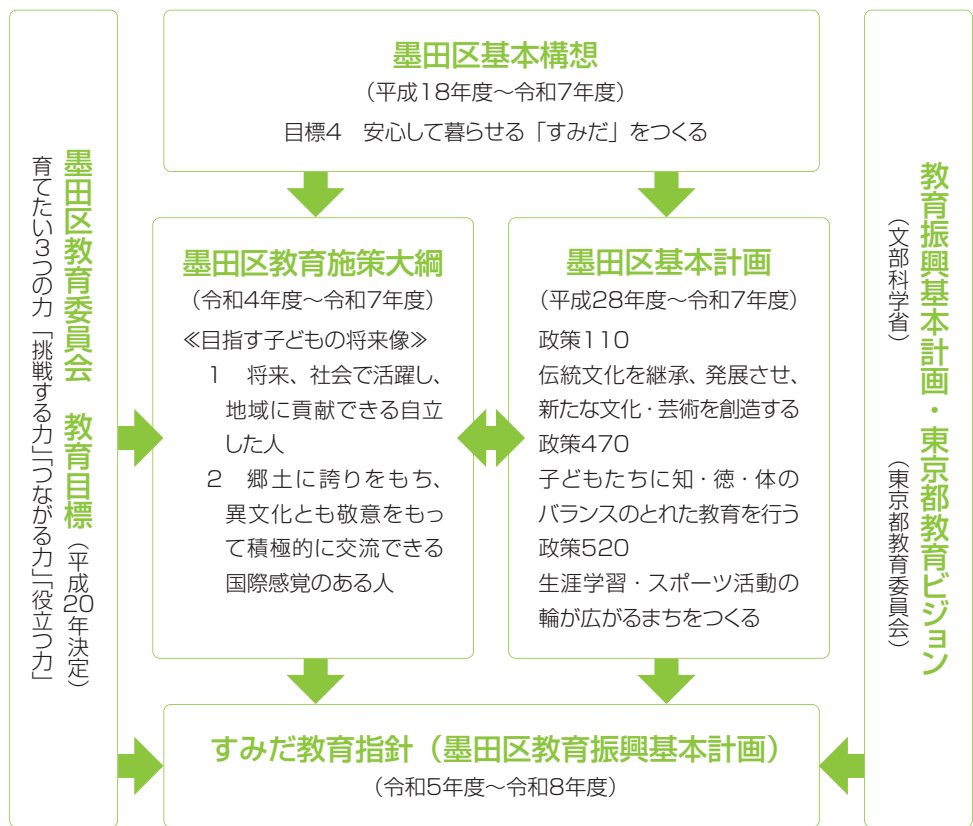 墨田区基本構想
（平成18年度～令和7年度）
目標4　安心して暮らせる「すみだ」をつくる
墨田区教育委員会　教育目標（平成20年決定）
育てたい3つの力「挑戦する力」「つながる力」「役立つ力」
墨田区教育施策大綱
（令和4年度～令和7年度）
≪目指す子どもの将来像≫
1　将来、社会で活躍し、
地域に貢献できる自立
した人
2　郷土に誇りをもち、
異文化とも敬意をもっ
て積極的に交流できる
国際感覚のある人
墨田区基本計画
（平成28年度～令和7年度）
政策110
伝統文化を継承、発展させ、
新たな文化・芸術を創造する
政策470
子どもたちに知・徳・体の
バランスのとれた教育を行う
政策520
生涯学習・スポーツ活動の
輪が広がるまちをつくる
教育振興基本計画・東京都教育ビジョン
（文部科学省）　（東京都教育委員会）
すみだ教育指針（墨田区教育振興基本計画）
（令和5年度～令和8年度）